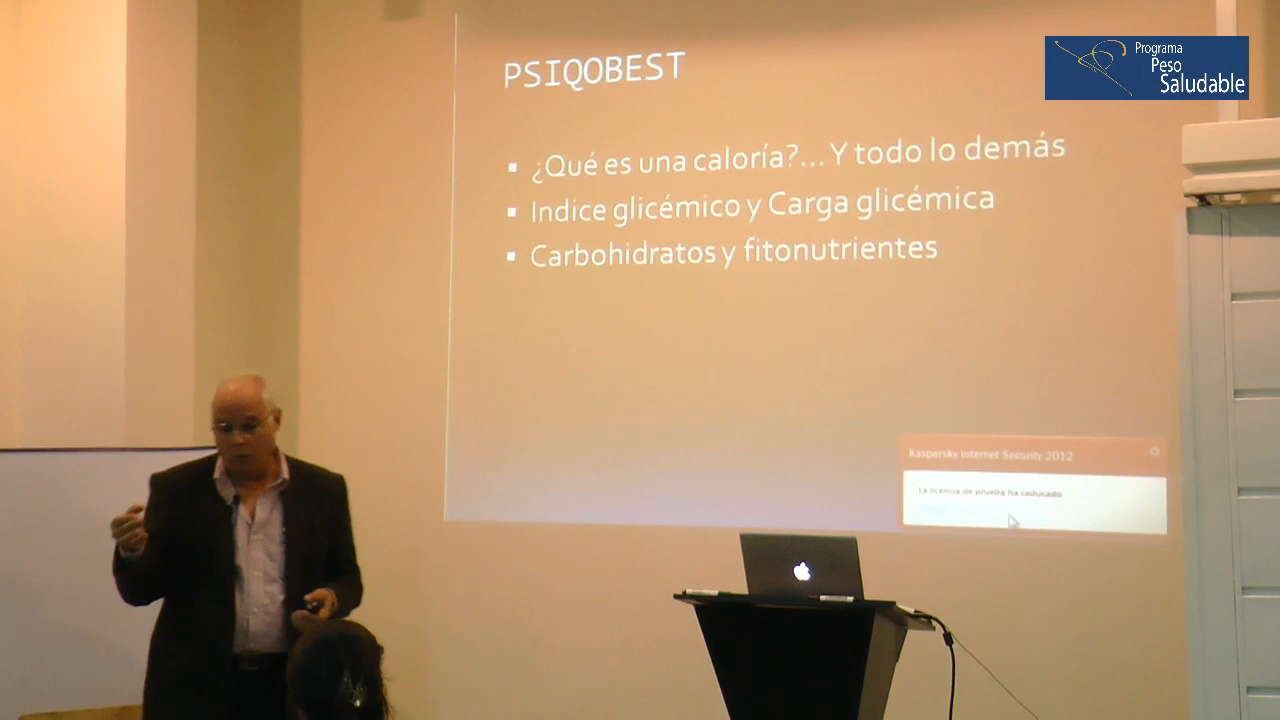 PSIQOBEST
▪ ¿Qué es una caloría?... Y todo lo demás
▪ Indice glicémico y Carga glicémica
▪ Carbohidratos y fitonutrientes
Programa
Peso
Saludable
Kaspersky Internet Security 2012
La licencia de prueba ha caducado